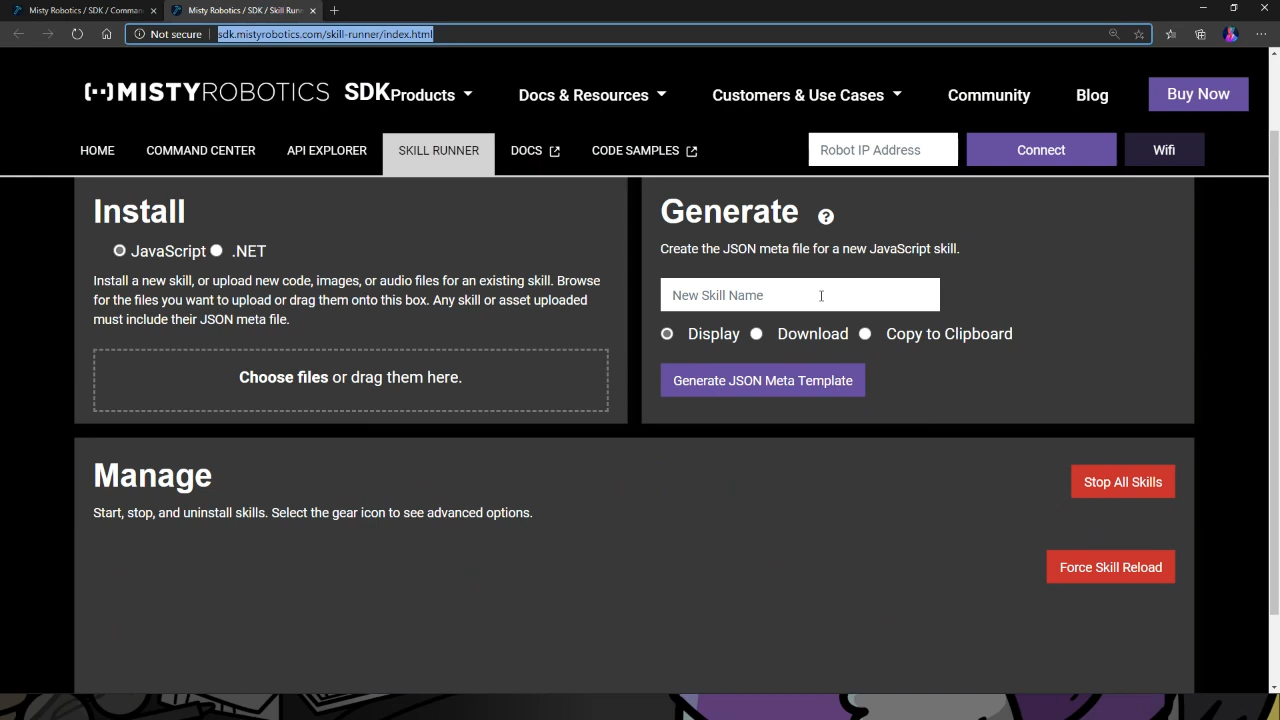 Misty Robotics / SDK / Comman
Misty Robotics / SDK / Skill Runn
Not secure
sdk.mistyrobotics.com/skill-runner/index.html
MISTYROBOTICS SDK
Products
Docs & Resources
Customers & Use Cases
Community
Blog
Buy Now
HOME
COMMAND CENTER
API EXPLORER
SKILL RUNNER
DOCS
CODE SAMPLES
Robot IP Address
Connect
Wifi
Install
JavaScript
.NET
Install a new skill, or upload new code, images, or audio files for an existing skill. Browse
for the files you want to upload or drag them onto this box. Any skill or asset uploaded
must include their JSON meta file.
Choose files or drag them here.
Generate ?
Create the JSON meta file for a new JavaScript skill.
New Skill Name
Display
Download
Copy to Clipboard
Generate JSON Meta Template
Manage
Start, stop, and uninstall skills. Select the gear icon to see advanced options.
Stop All Skills
Force Skill Reload